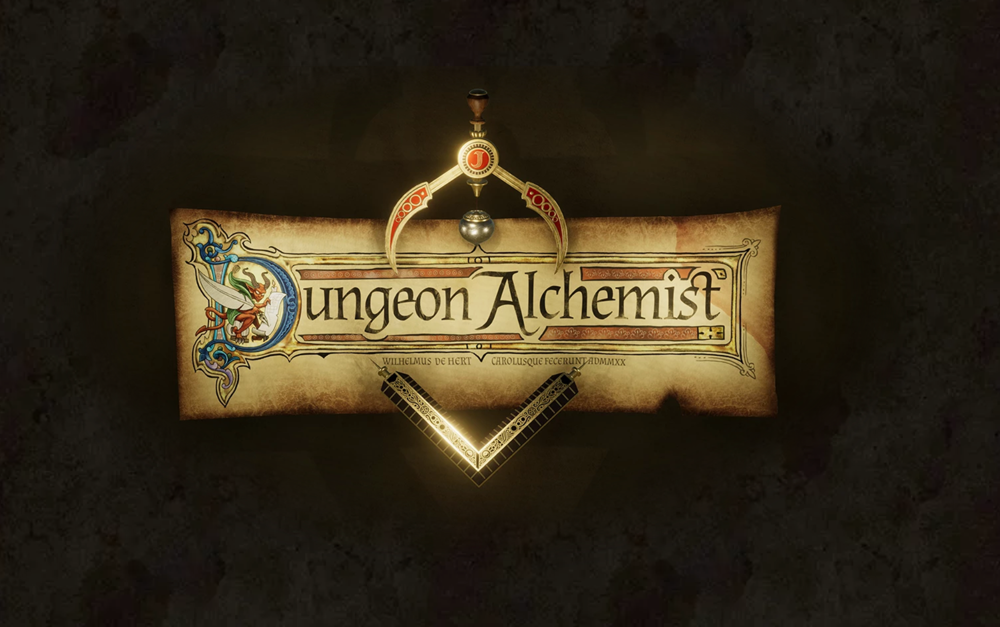 J
Dungeon Alchemist
WILHELMUS DE HERT CAROLUSQUE FECERUNT ADMMXX